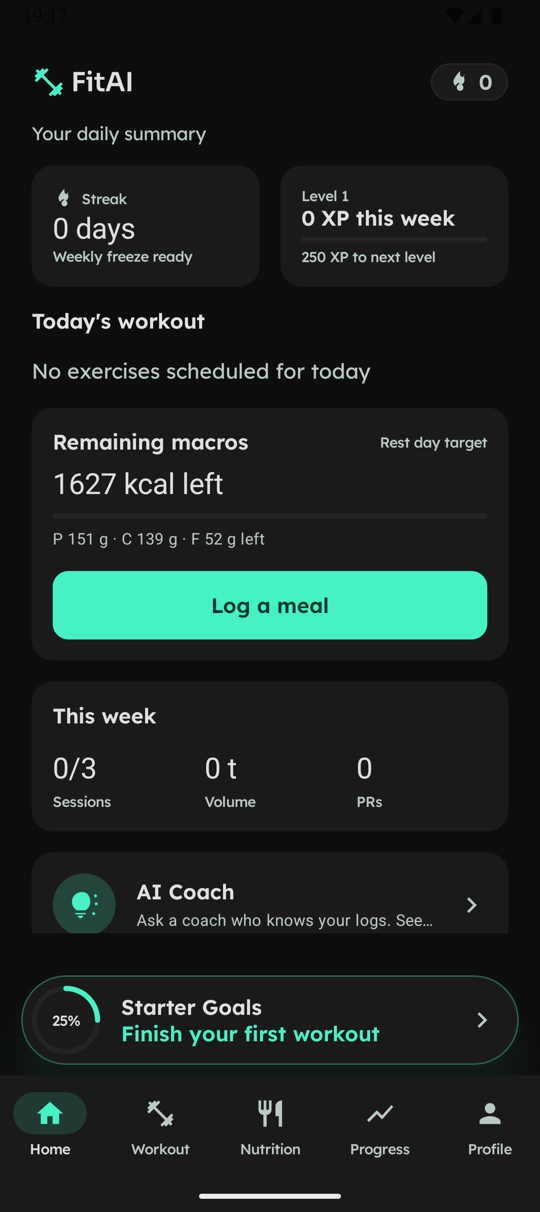 19:17
FitAI
0
Your daily summary
Streak
0 days
Weekly freeze ready
Level 1
0 XP this week
250 XP to next level
Today's workout
No exercises scheduled for today
Remaining macros
Rest day target
1627 kcal left
P 151 g · C 139 g · F 52 g left
Log a meal
This week
0/3
Sessions
0 t
Volume
0
PRs
AI Coach
Ask a coach who knows your logs. See...
25%
Starter Goals
Finish your first workout
Home
Workout
Nutrition
Progress
Profile